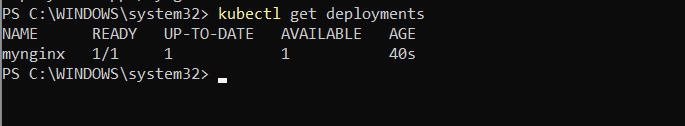 PS C:\WINDOWS\system32> kubectl get deployments
NAME READY UP-TO-DATE AVAILABLE AGE
mynginx 1/1 1 1 40s
PS C:\WINDOWS\system32>